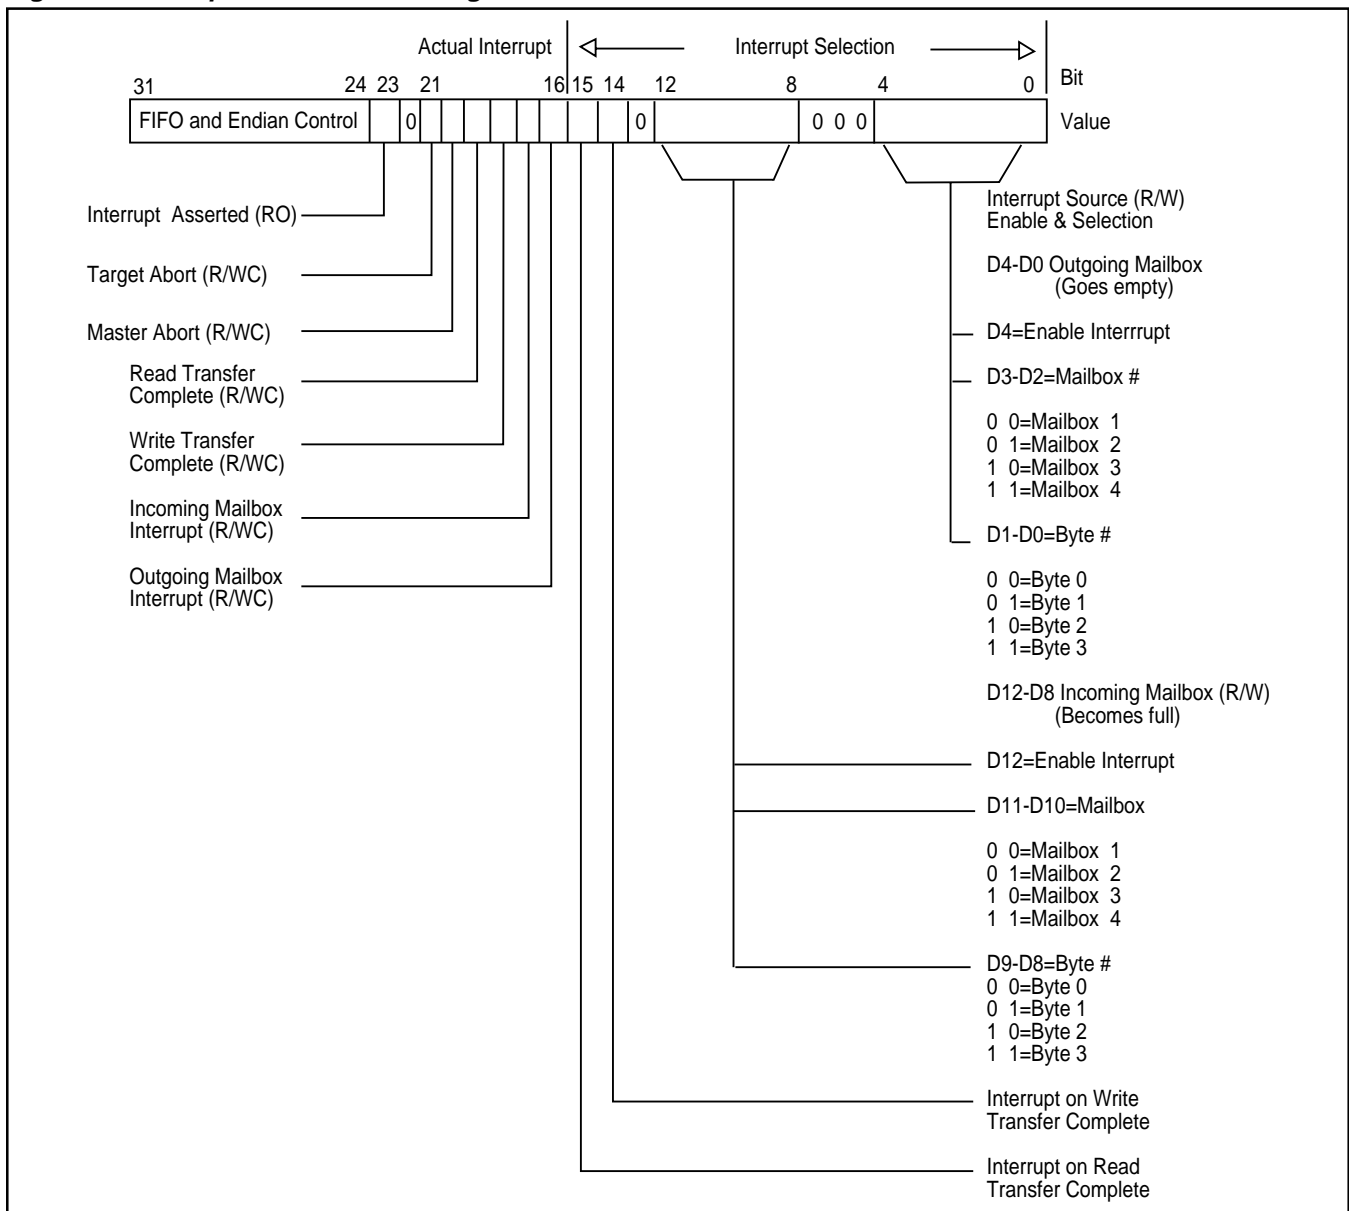 Actual Interrupt Interrupt Selection
31 24 23 21 16 15 14 12 8 4 0 Bit
FIFO and Endian Control 0 0 0 0 0 Value
Interrupt Asserted (RO)
Target Abort (R/WC)
Master Abort (R/WC)
Read Transfer
Complete (R/WC)
Write Transfer
Complete (R/WC)
Incoming Mailbox
Interrupt (R/WC)
Outgoing Mailbox
Interrupt (R/WC)
Interrupt Source (R/W)
Enable & Selection
D4-D0 Outgoing Mailbox
(Goes empty)
D4=Enable Interrrupt
D3-D2=Mailbox #
0 0=Mailbox 1
0 1=Mailbox 2
1 0=Mailbox 3
1 1=Mailbox 4
D1-D0=Byte #
0 0=Byte 0
0 1=Byte 1
1 0=Byte 2
1 1=Byte 3
D12-D8 Incoming Mailbox (R/W)
(Becomes full)
D12=Enable Interrupt
D11-D10=Mailbox
0 0=Mailbox 1
0 1=Mailbox 2
1 0=Mailbox 3
1 1=Mailbox 4
D9-D8=Byte #
0 0=Byte 0
0 1=Byte 1
1 0=Byte 2
1 1=Byte 3
Interrupt on Write
Transfer Complete
Interrupt on Read
Transfer Complete